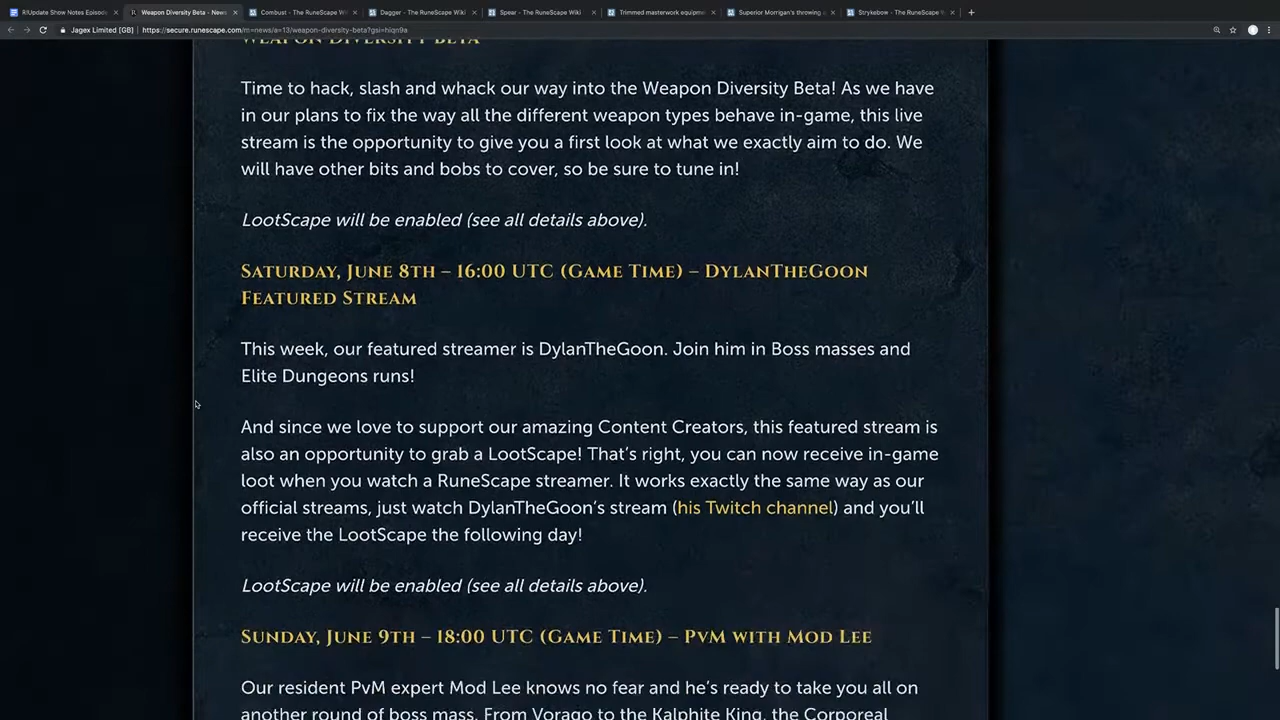 R/Update Show Notes Episode
Weapon Diversity Beta - News
Combust - The RuneScape Wi
Dagger - The RuneScape Wiki
Spear - The RuneScape Wiki
Trimmed masterwork equipme
Superior Morrigan's throwing a
Strykebow - The RuneScape W
Jagex Limited [GB] | https://secure.runescape.com/m=news/a=13/weapon-diversity-beta?gsi=hiqn9a
WEAPON DIVERSITY BETA
Time to hack, slash and whack our way into the Weapon Diversity Beta! As we have
in our plans to fix the way all the different weapon types behave in-game, this live
stream is the opportunity to give you a first look at what we exactly aim to do. We
will have other bits and bobs to cover, so be sure to tune in!
LootScape will be enabled (see all details above).
Saturday, June 8th – 16:00 UTC (Game Time) – DylanTheGoon
Featured Stream
This week, our featured streamer is DylanTheGoon. Join him in Boss masses and
Elite Dungeons runs!
And since we love to support our amazing Content Creators, this featured stream is
also an opportunity to grab a LootScape! That's right, you can now receive in-game
loot when you watch a RuneScape streamer. It works exactly the same way as our
official streams, just watch DylanTheGoon's stream (his Twitch channel) and you'll
receive the LootScape the following day!
LootScape will be enabled (see all details above).
Sunday, June 9th – 18:00 UTC (Game Time) – PvM with Mod Lee
Our resident PvM expert Mod Lee knows no fear and he's ready to take you all on
another round of boss mass. From Vorago to the Kalphite King, the Corporeal